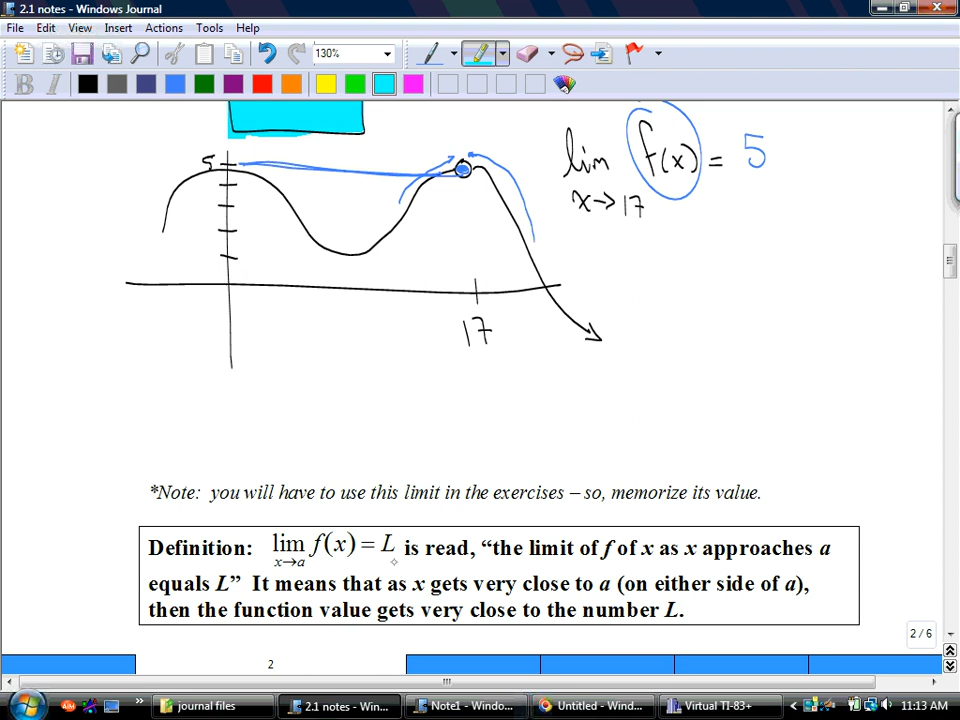 2.1 notes - Windows Journal
File Edit View Insert Actions Tools Help
130%
B I
5
lim f(x) = 5
x→17
17
*Note: you will have to use this limit in the exercises – so, memorize its value.
Definition: lim f(x) = L is read, “the limit of f of x as x approaches a
x→a
equals L” It means that as x gets very close to a (on either side of a),
then the function value gets very close to the number L.
2 / 6
2
journal files 2.1 notes - Win... Note1 - Windo... Untitled - Wind... Virtual TI-83+ 11:13 AM